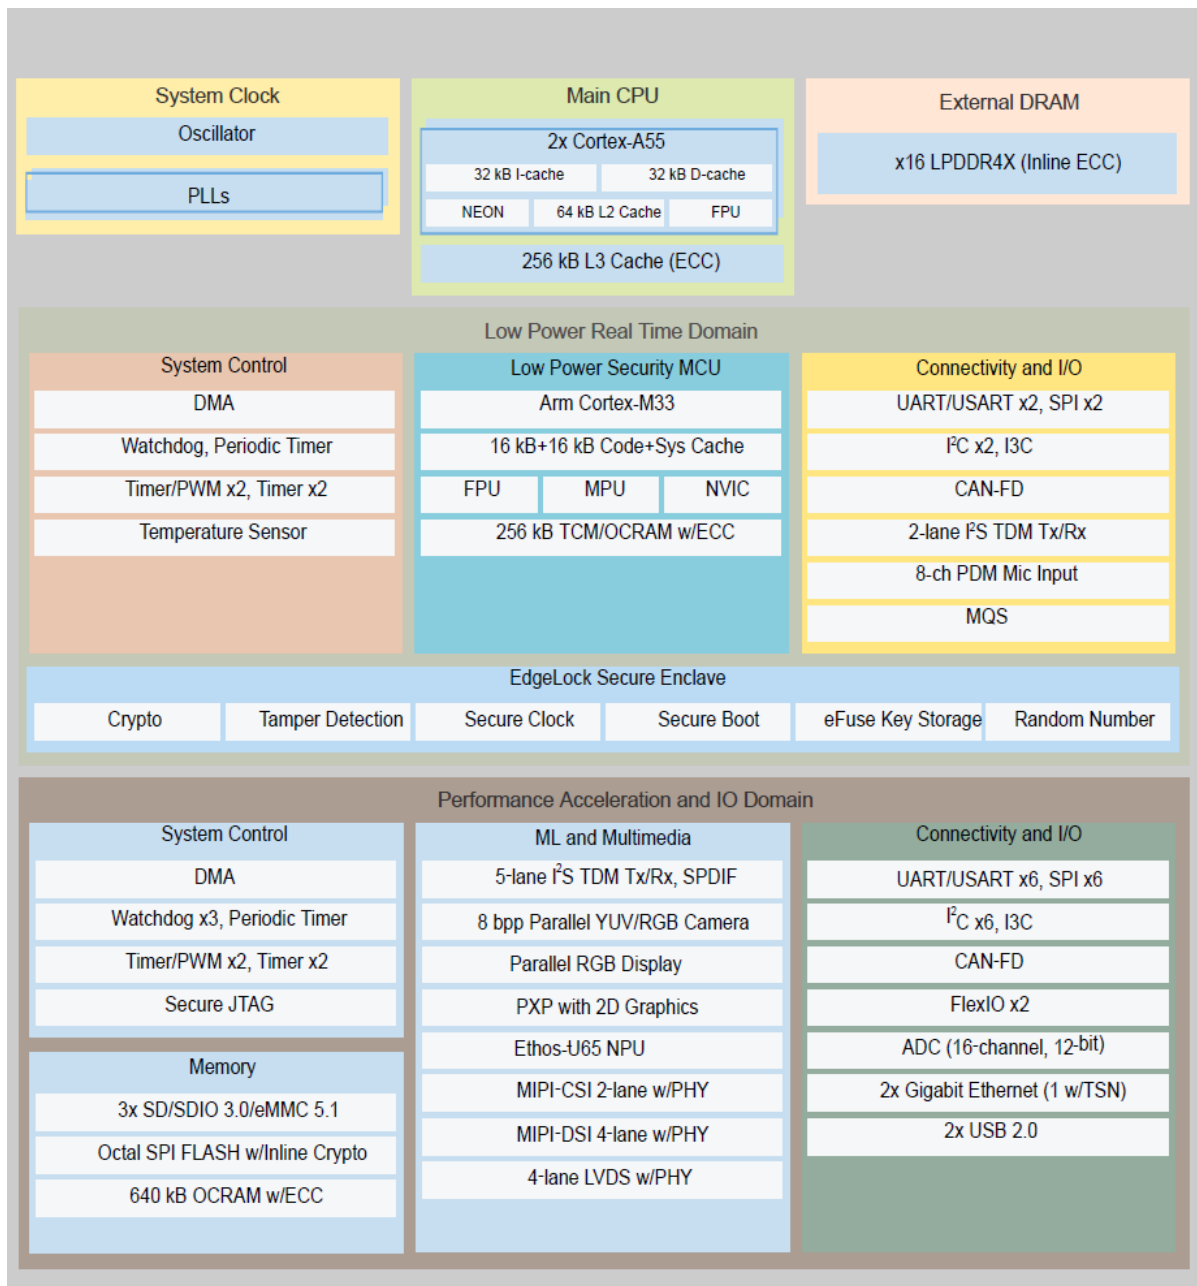 System Clock
Oscillator
PLLs
Main CPU
2x Cortex-A55
32 kB I-cache
32 kB D-cache
NEON
64 kB L2 Cache
FPU
256 kB L3 Cache (ECC)
External DRAM
x16 LPDDR4X (Inline ECC)
Low Power Real Time Domain
System Control
DMA
Watchdog, Periodic Timer
Timer/PWM x2, Timer x2
Temperature Sensor
Low Power Security MCU
Arm Cortex-M33
16 kB+16 kB Code+Sys Cache
FPU
MPU
NVIC
256 kB TCM/OCRAM w/ECC
Connectivity and I/O
UART/USART x2, SPI x2
I²C x2, I3C
CAN-FD
2-lane I²S TDM Tx/Rx
8-ch PDM Mic Input
MQS
EdgeLock Secure Enclave
Crypto
Tamper Detection
Secure Clock
Secure Boot
eFuse Key Storage
Random Number
Performance Acceleration and IO Domain
System Control
DMA
Watchdog x3, Periodic Timer
Timer/PWM x2, Timer x2
Secure JTAG
Memory
3x SD/SDIO 3.0/eMMC 5.1
Octal SPI FLASH w/Inline Crypto
640 kB OCRAM w/ECC
ML and Multimedia
5-lane I²S TDM Tx/Rx, SPDIF
8 bpp Parallel YUV/RGB Camera
Parallel RGB Display
PXP with 2D Graphics
Ethos-U65 NPU
MIPI-CSI 2-lane w/PHY
MIPI-DSI 4-lane w/PHY
4-lane LVDS w/PHY
Connectivity and I/O
UART/USART x6, SPI x6
I²C x6, I3C
CAN-FD
FlexIO x2
ADC (16-channel, 12-bit)
2x Gigabit Ethernet (1 w/TSN)
2x USB 2.0